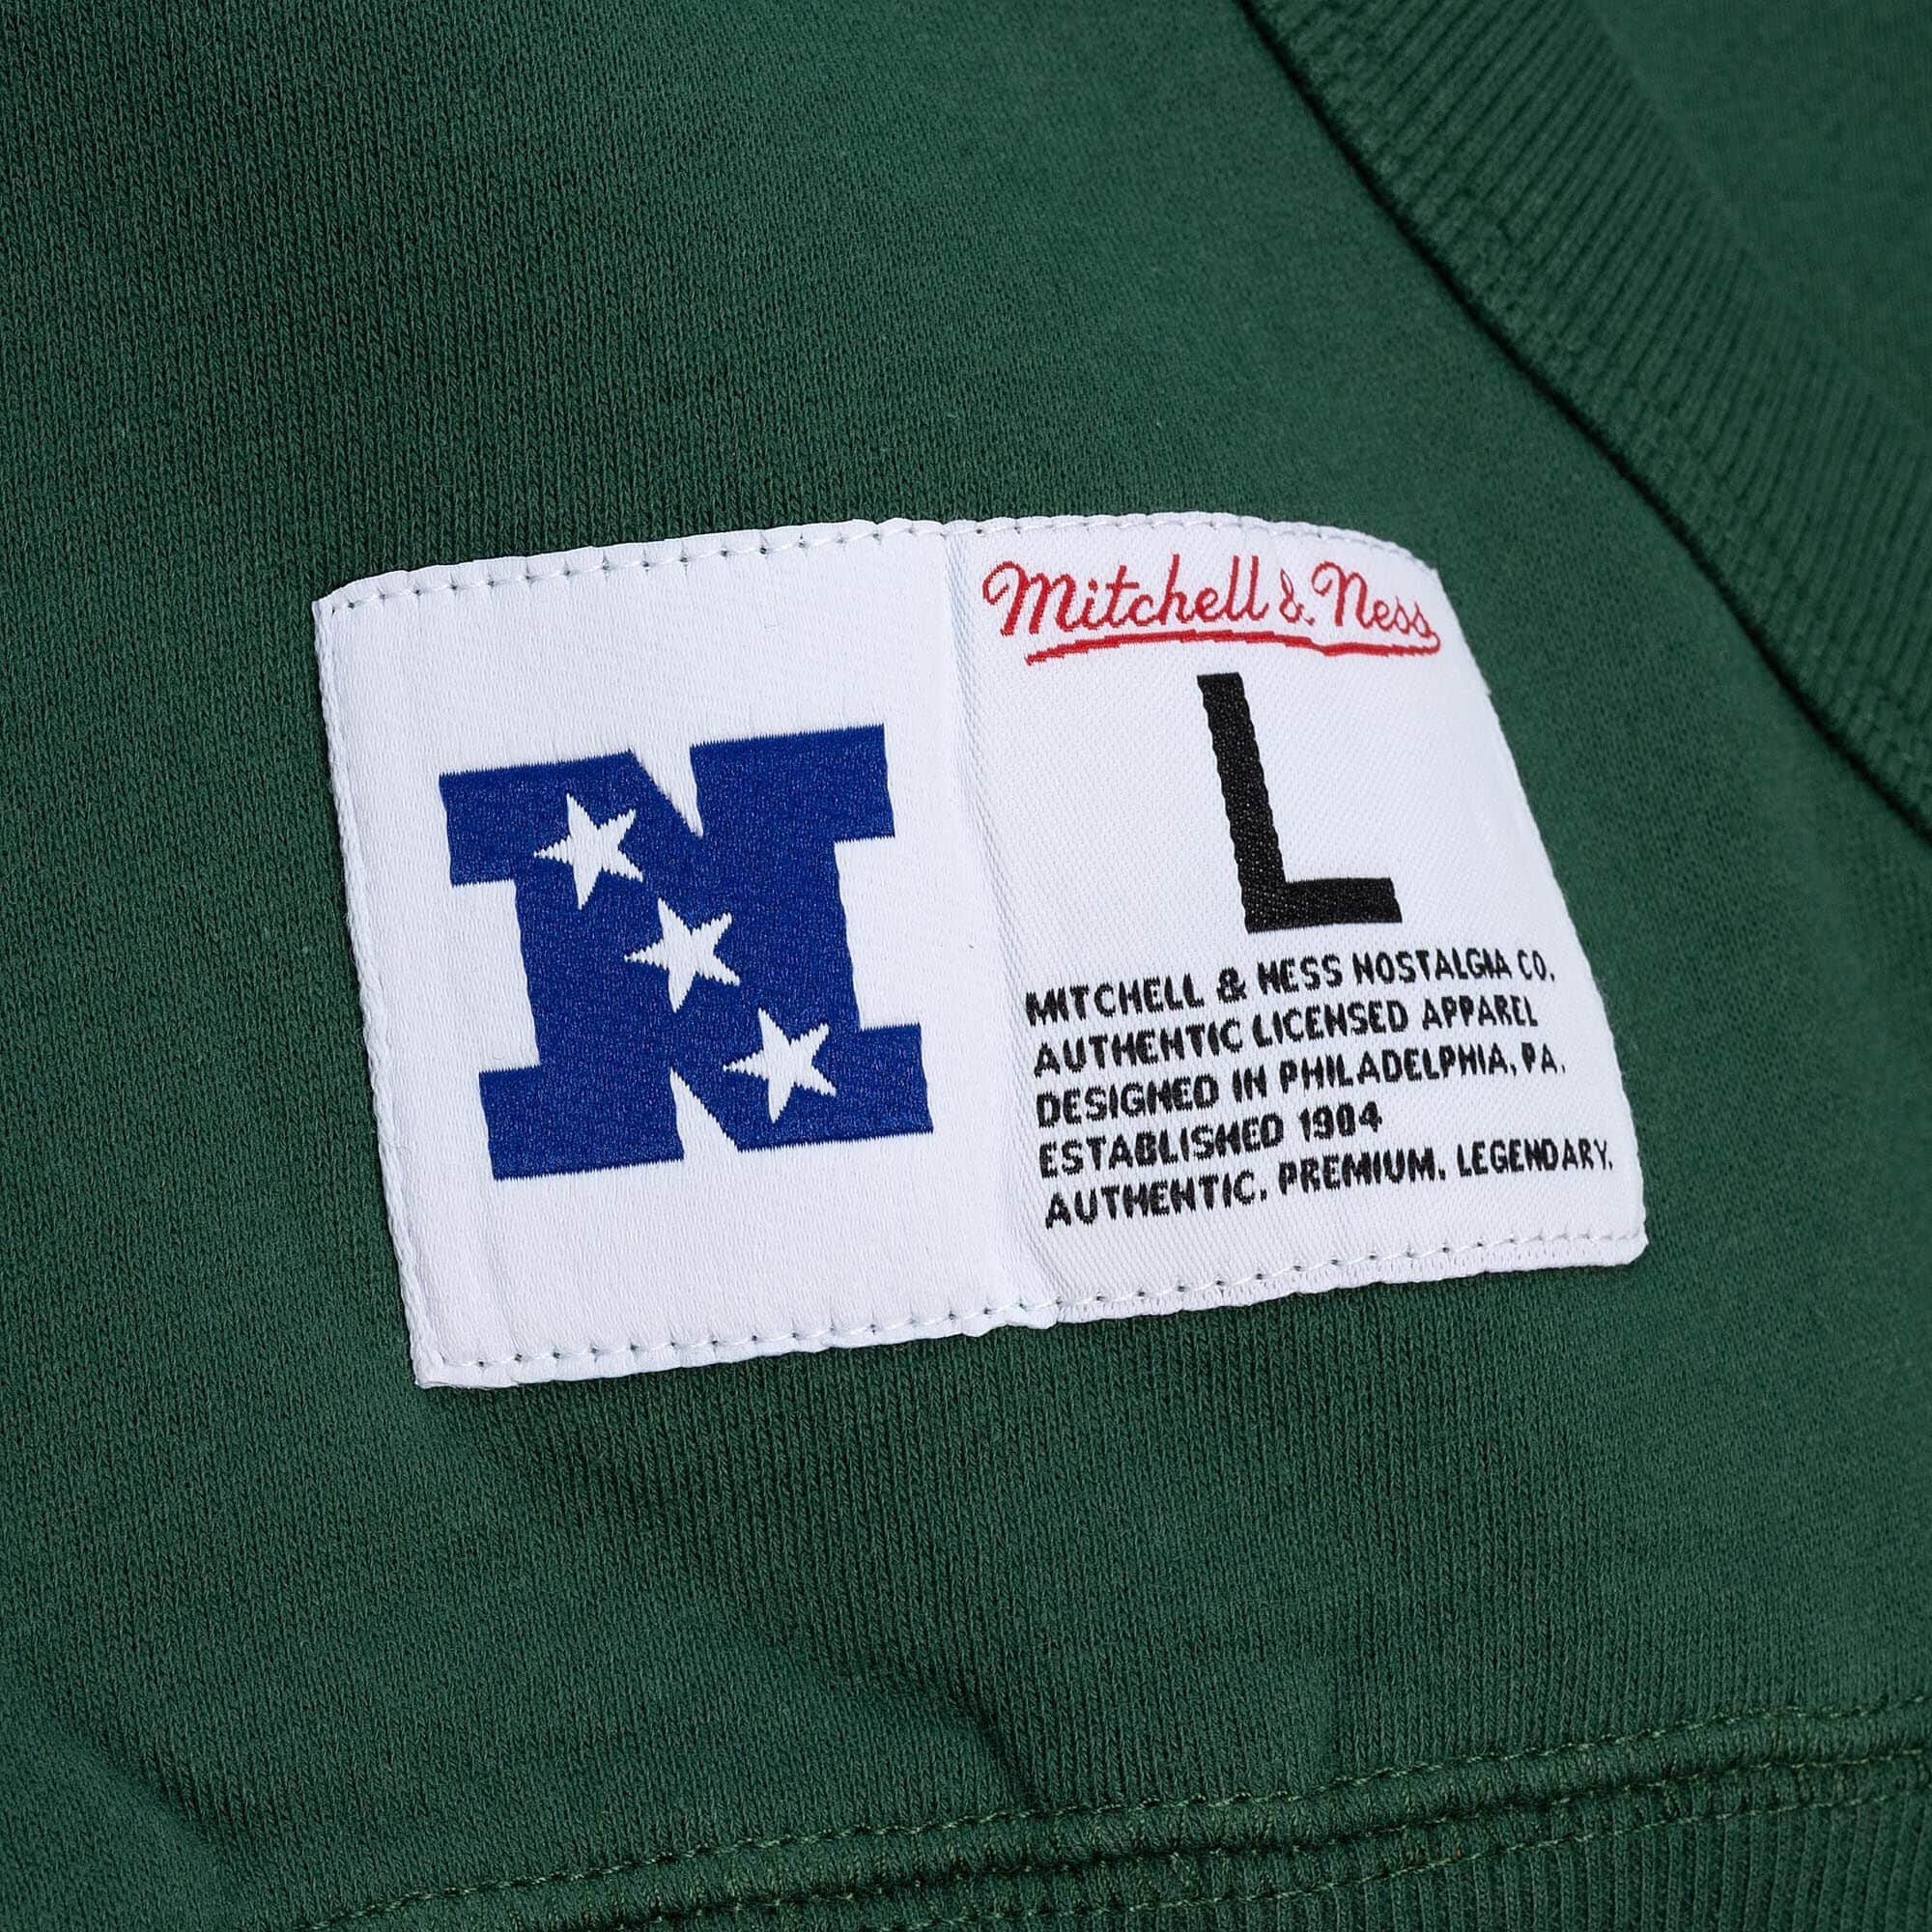 N
Mitchell & Ness
L
MITCHELL & NESS NOSTALGIA CO.
AUTHENTIC LICENSED APPAREL
DESIGNED IN PHILADELPHIA, PA.
ESTABLISHED 1904
AUTHENTIC. PREMIUM. LEGENDARY.